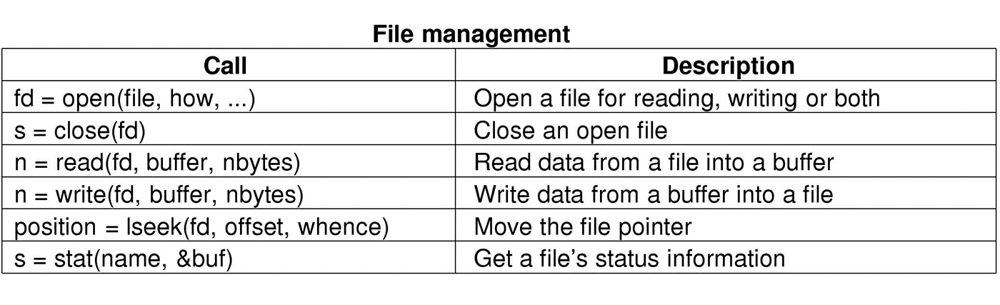 File management
Call Description
fd = open(file, how, ...) Open a file for reading, writing or both
s = close(fd) Close an open file
n = read(fd, buffer, nbytes) Read data from a file into a buffer
n = write(fd, buffer, nbytes) Write data from a buffer into a file
position = lseek(fd, offset, whence) Move the file pointer
s = stat(name, &buf) Get a file’s status information